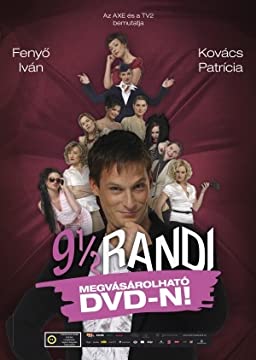 Az AXE és a TV2
bemutatja
Fenyő
Iván
Kovács
Patrícia
9½ RANDI
MEGVÁSÁROLHATÓ
DVD-N!